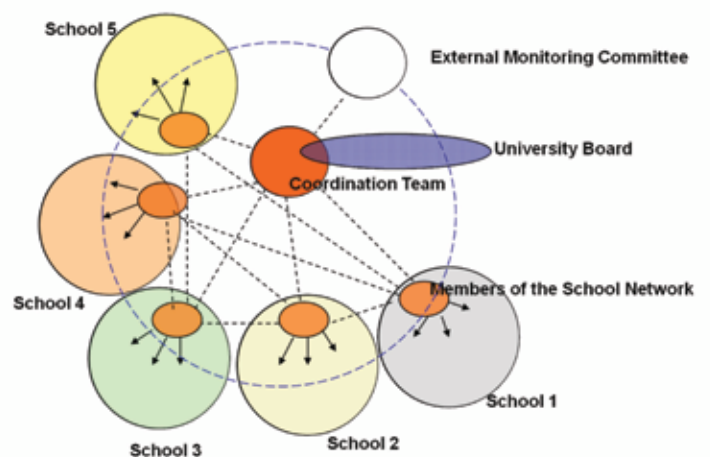 School 5
External Monitoring Committee
University Board
Coordination Team
Members of the School Network
School 4
School 1
School 2
School 3